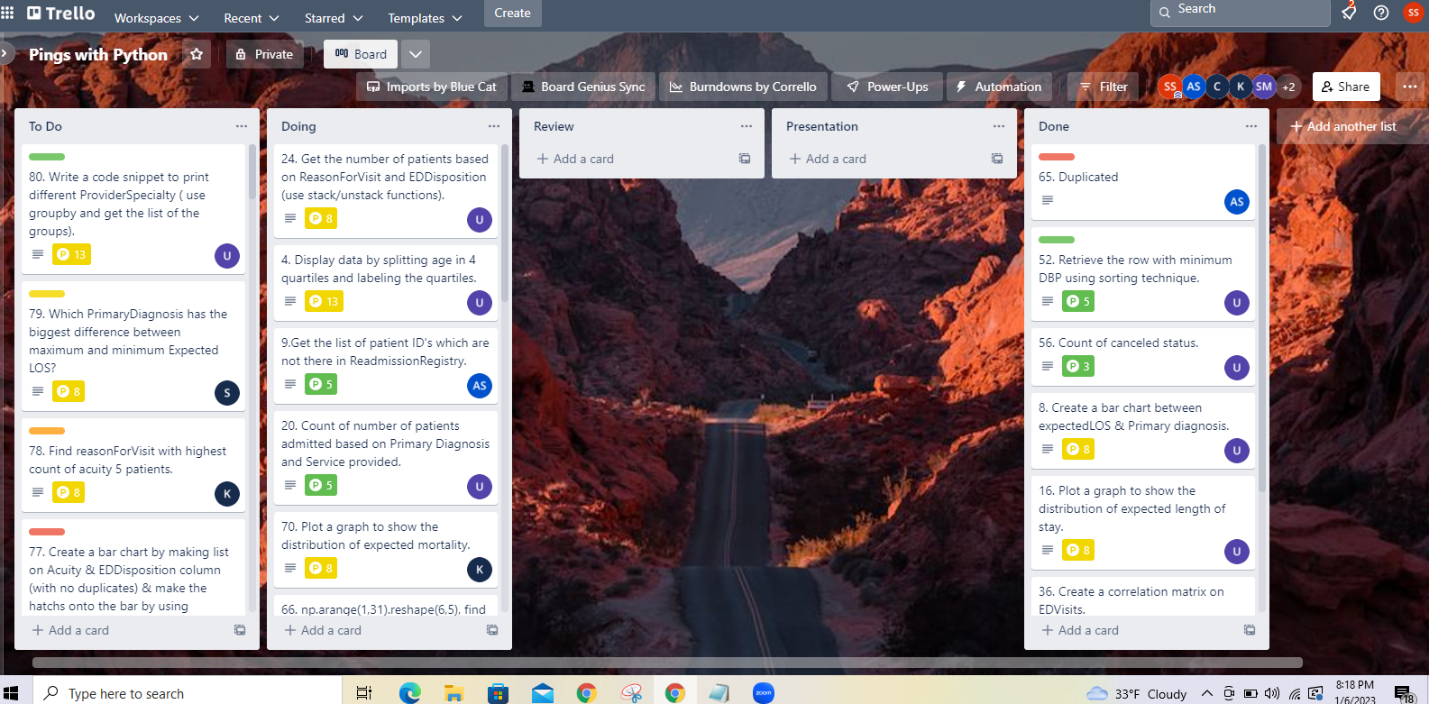 Trello
Workspaces
Recent
Starred
Templates
Create
Search
2
SS
Pings with Python
Private
Board
Imports by Blue Cat
Board Genius Sync
Burndowns by Corrello
Power-Ups
Automation
Filter
SS
AS
C
K
SM
+2
Share
To Do
80. Write a code snippet to print
different ProviderSpecialty ( use
groupby and get the list of the
groups).
P 13
U
79. Which PrimaryDiagnosis has the
biggest difference between
maximum and minimum Expected
LOS?
P 8
S
78. Find reasonForVisit with highest
count of acuity 5 patients.
P 8
K
77. Create a bar chart by making list
on Acuity & EDDisposition column
(with no duplicates) & make the
hatchs onto the bar by using
+ Add a card
Doing
24. Get the number of patients based
on ReasonForVisit and EDDisposition
(use stack/unstack functions).
P 8
U
4. Display data by splitting age in 4
quartiles and labeling the quartiles.
P 13
U
9.Get the list of patient ID's which are
not there in ReadmissionRegistry.
P 5
AS
20. Count of number of patients
admitted based on Primary Diagnosis
and Service provided.
P 5
U
70. Plot a graph to show the
distribution of expected mortality.
P 8
K
66. np.arange(1,31).reshape(6,5), find
+ Add a card
Review
+ Add a card
Presentation
+ Add a card
Done
65. Duplicated
AS
52. Retrieve the row with minimum
DBP using sorting technique.
P 5
U
56. Count of canceled status.
P 3
U
8. Create a bar chart between
expectedLOS & Primary diagnosis.
P 8
U
16. Plot a graph to show the
distribution of expected length of
stay.
P 8
U
36. Create a correlation matrix on
EDVisits.
+ Add a card
+ Add another list
Type here to search
zoom
33°F Cloudy
8:18 PM
1/6/2023
18